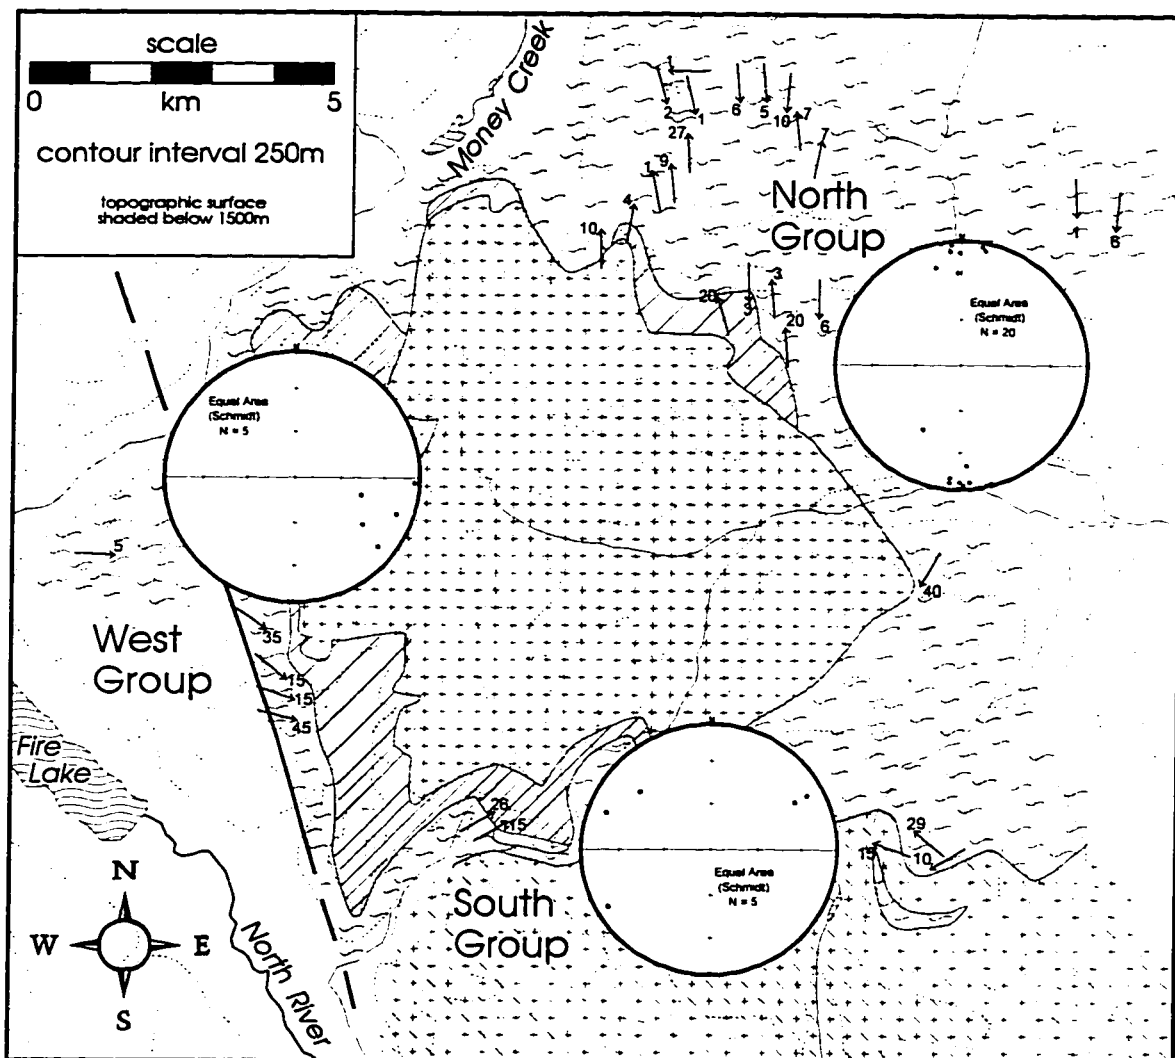 scale
0 km 5
contour interval 250m
topographic surface
shaded below 1500m
Money Creek
1
2
1
6
5
10
7
27
7
1
9
4
10
North
Group
1
6
20
3
3
20
6
Equal Area
(Schmidt)
N = 20
Equal Area
(Schmidt)
N = 5
5
40
West
Group
35
15
15
45
Fire
Lake
26
15
29
15
10
Equal Area
(Schmidt)
N = 5
South
Group
North River
N
W E
S